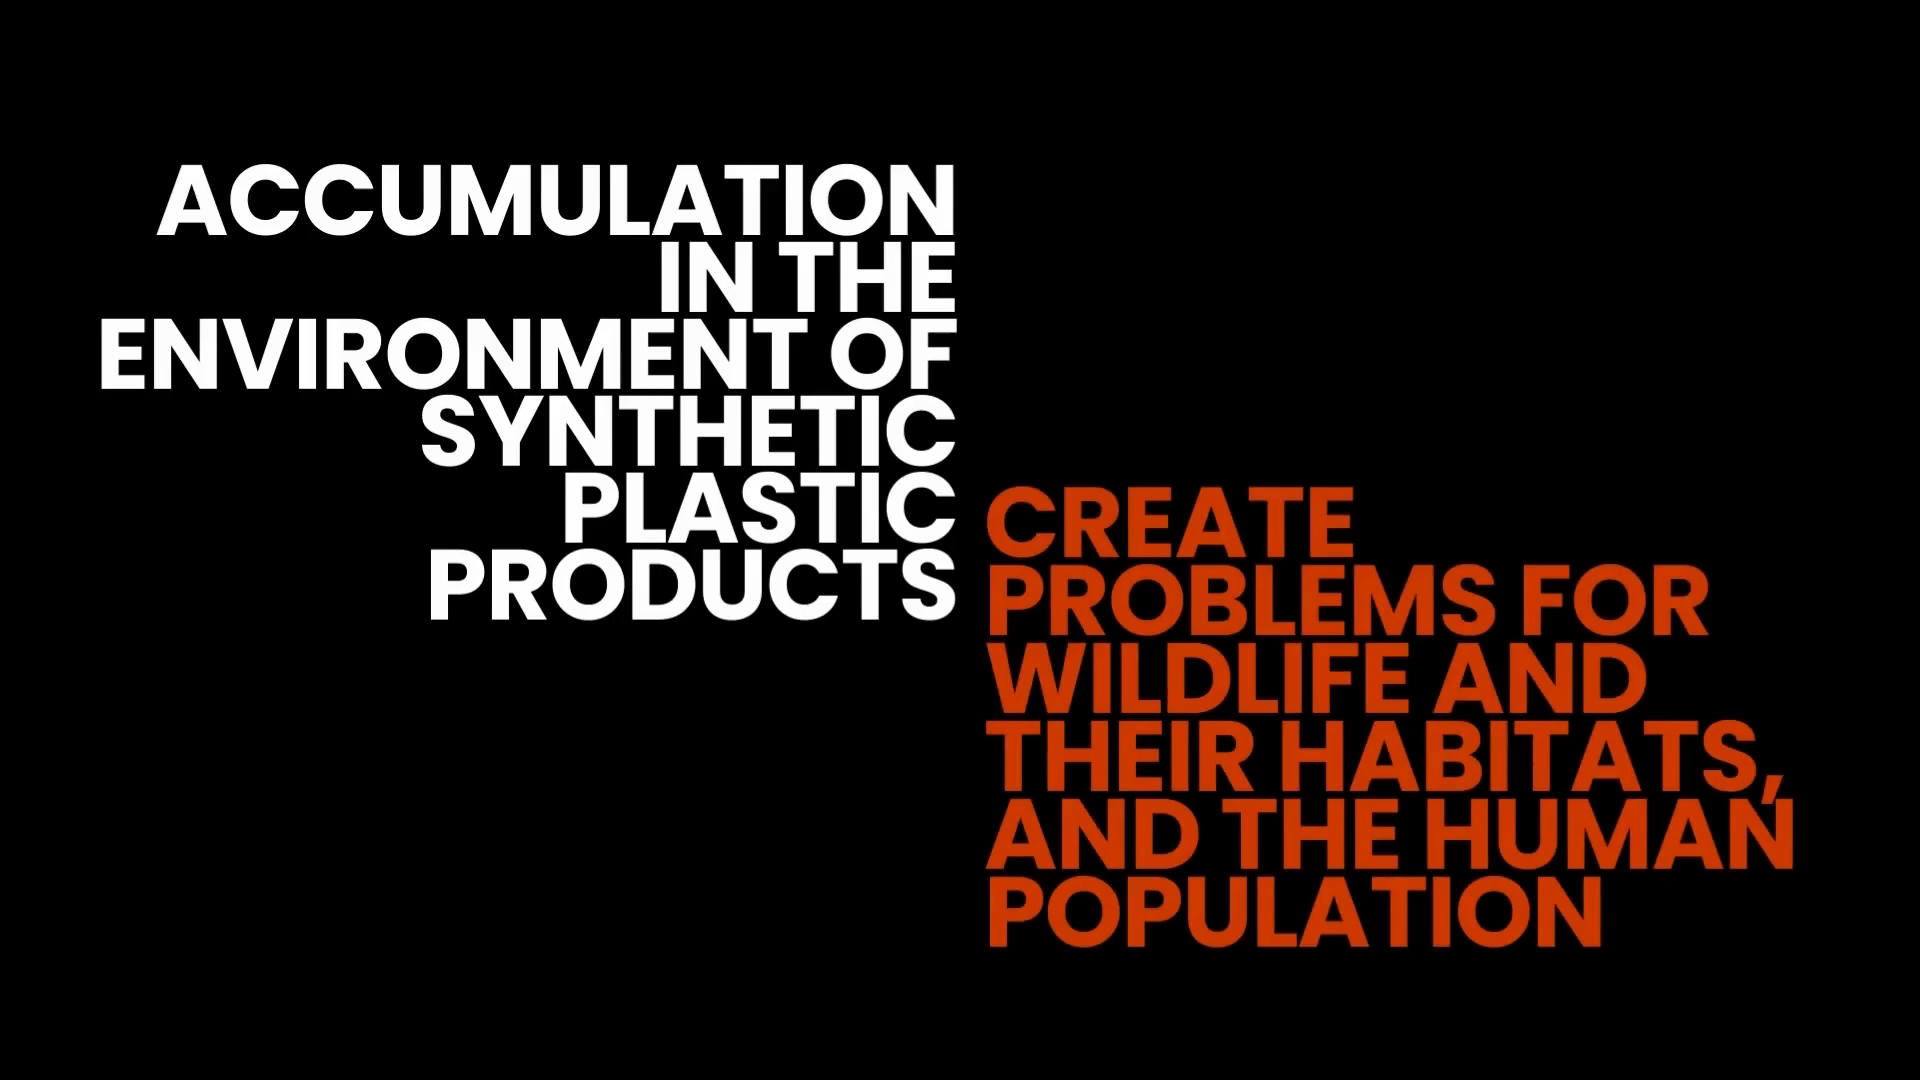 ACCUMULATION
IN THE
ENVIRONMENT OF
SYNTHETIC
PLASTIC
PRODUCTS
CREATE
PROBLEMS FOR
WILDLIFE AND
THEIR HABITATS,
AND THE HUMAN
POPULATION